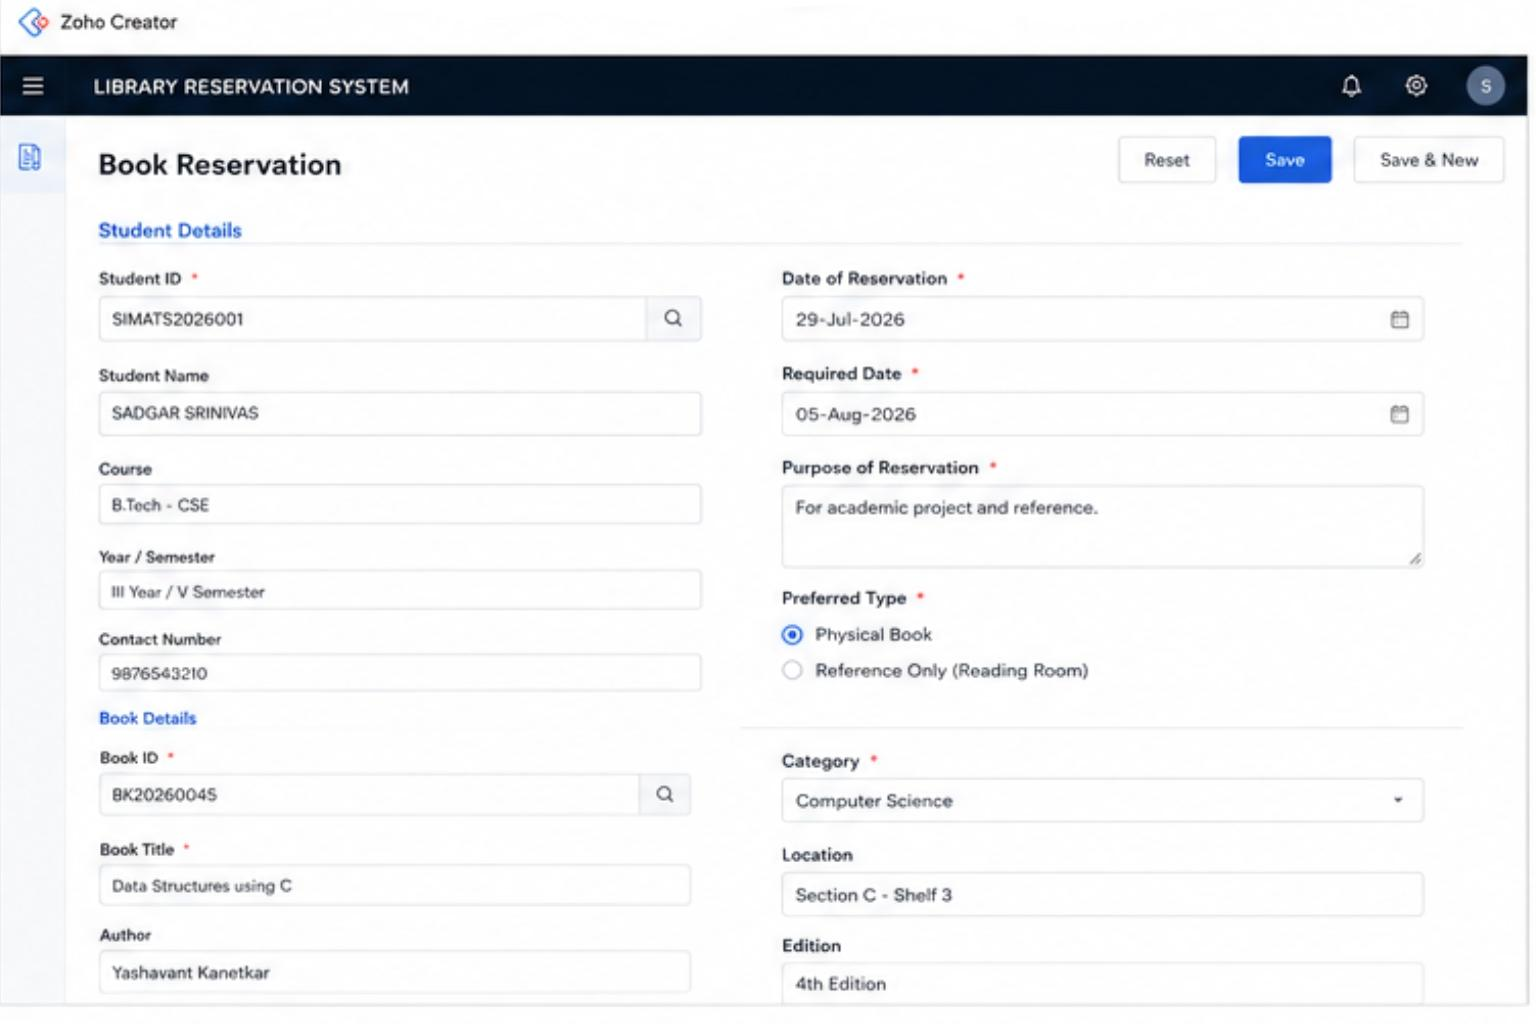 Zoho Creator
LIBRARY RESERVATION SYSTEM
S
Book Reservation
Reset
Save
Save & New
Student Details
Student ID *
SIMATS2026001
Student Name
SADGAR SRINIVAS
Course
B.Tech - CSE
Year / Semester
III Year / V Semester
Contact Number
9876543210
Date of Reservation *
29-Jul-2026
Required Date *
05-Aug-2026
Purpose of Reservation *
For academic project and reference.
Preferred Type *
Physical Book
Reference Only (Reading Room)
Book Details
Book ID *
BK20260045
Book Title *
Data Structures using C
Author
Yashavant Kanetkar
Category *
Computer Science
Location
Section C - Shelf 3
Edition
4th Edition